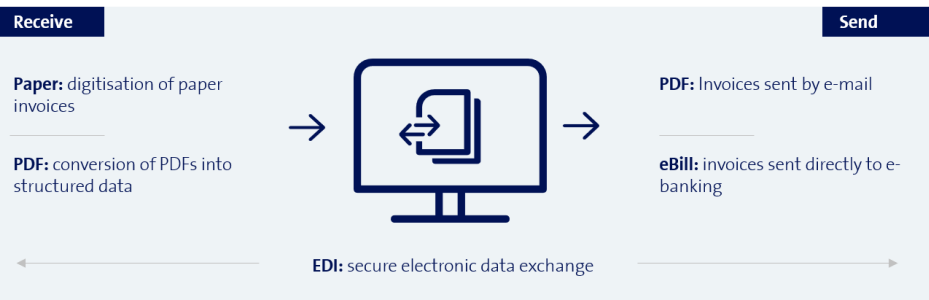 Receive
Send
Paper: digitisation of paper
invoices
PDF: conversion of PDFs into
structured data
PDF: Invoices sent by e-mail
eBill: invoices sent directly to e-
banking
EDI: secure electronic data exchange